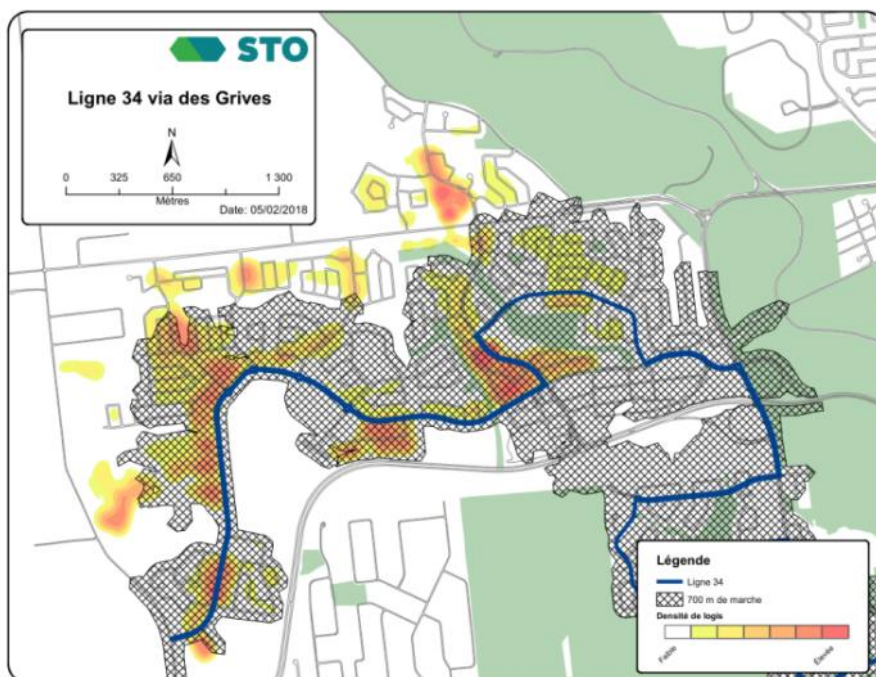 STO
Ligne 34 via des Grives
N
0 325 650 1 300
Mètres
Date: 05/02/2018
Légende
Ligne 34
700 m de marche
Densité de logis
Faible
Élevée